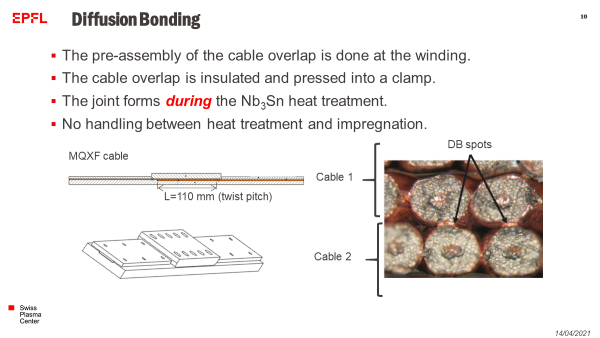 EPFL
Diffusion Bonding
10
▪ The pre-assembly of the cable overlap is done at the winding.
▪ The cable overlap is insulated and pressed into a clamp.
▪ The joint forms during the Nb3Sn heat treatment.
▪ No handling between heat treatment and impregnation.
MQXF cable
L=110 mm (twist pitch)
DB spots
Cable 1
Cable 2
Swiss
Plasma
Center
14/04/2021